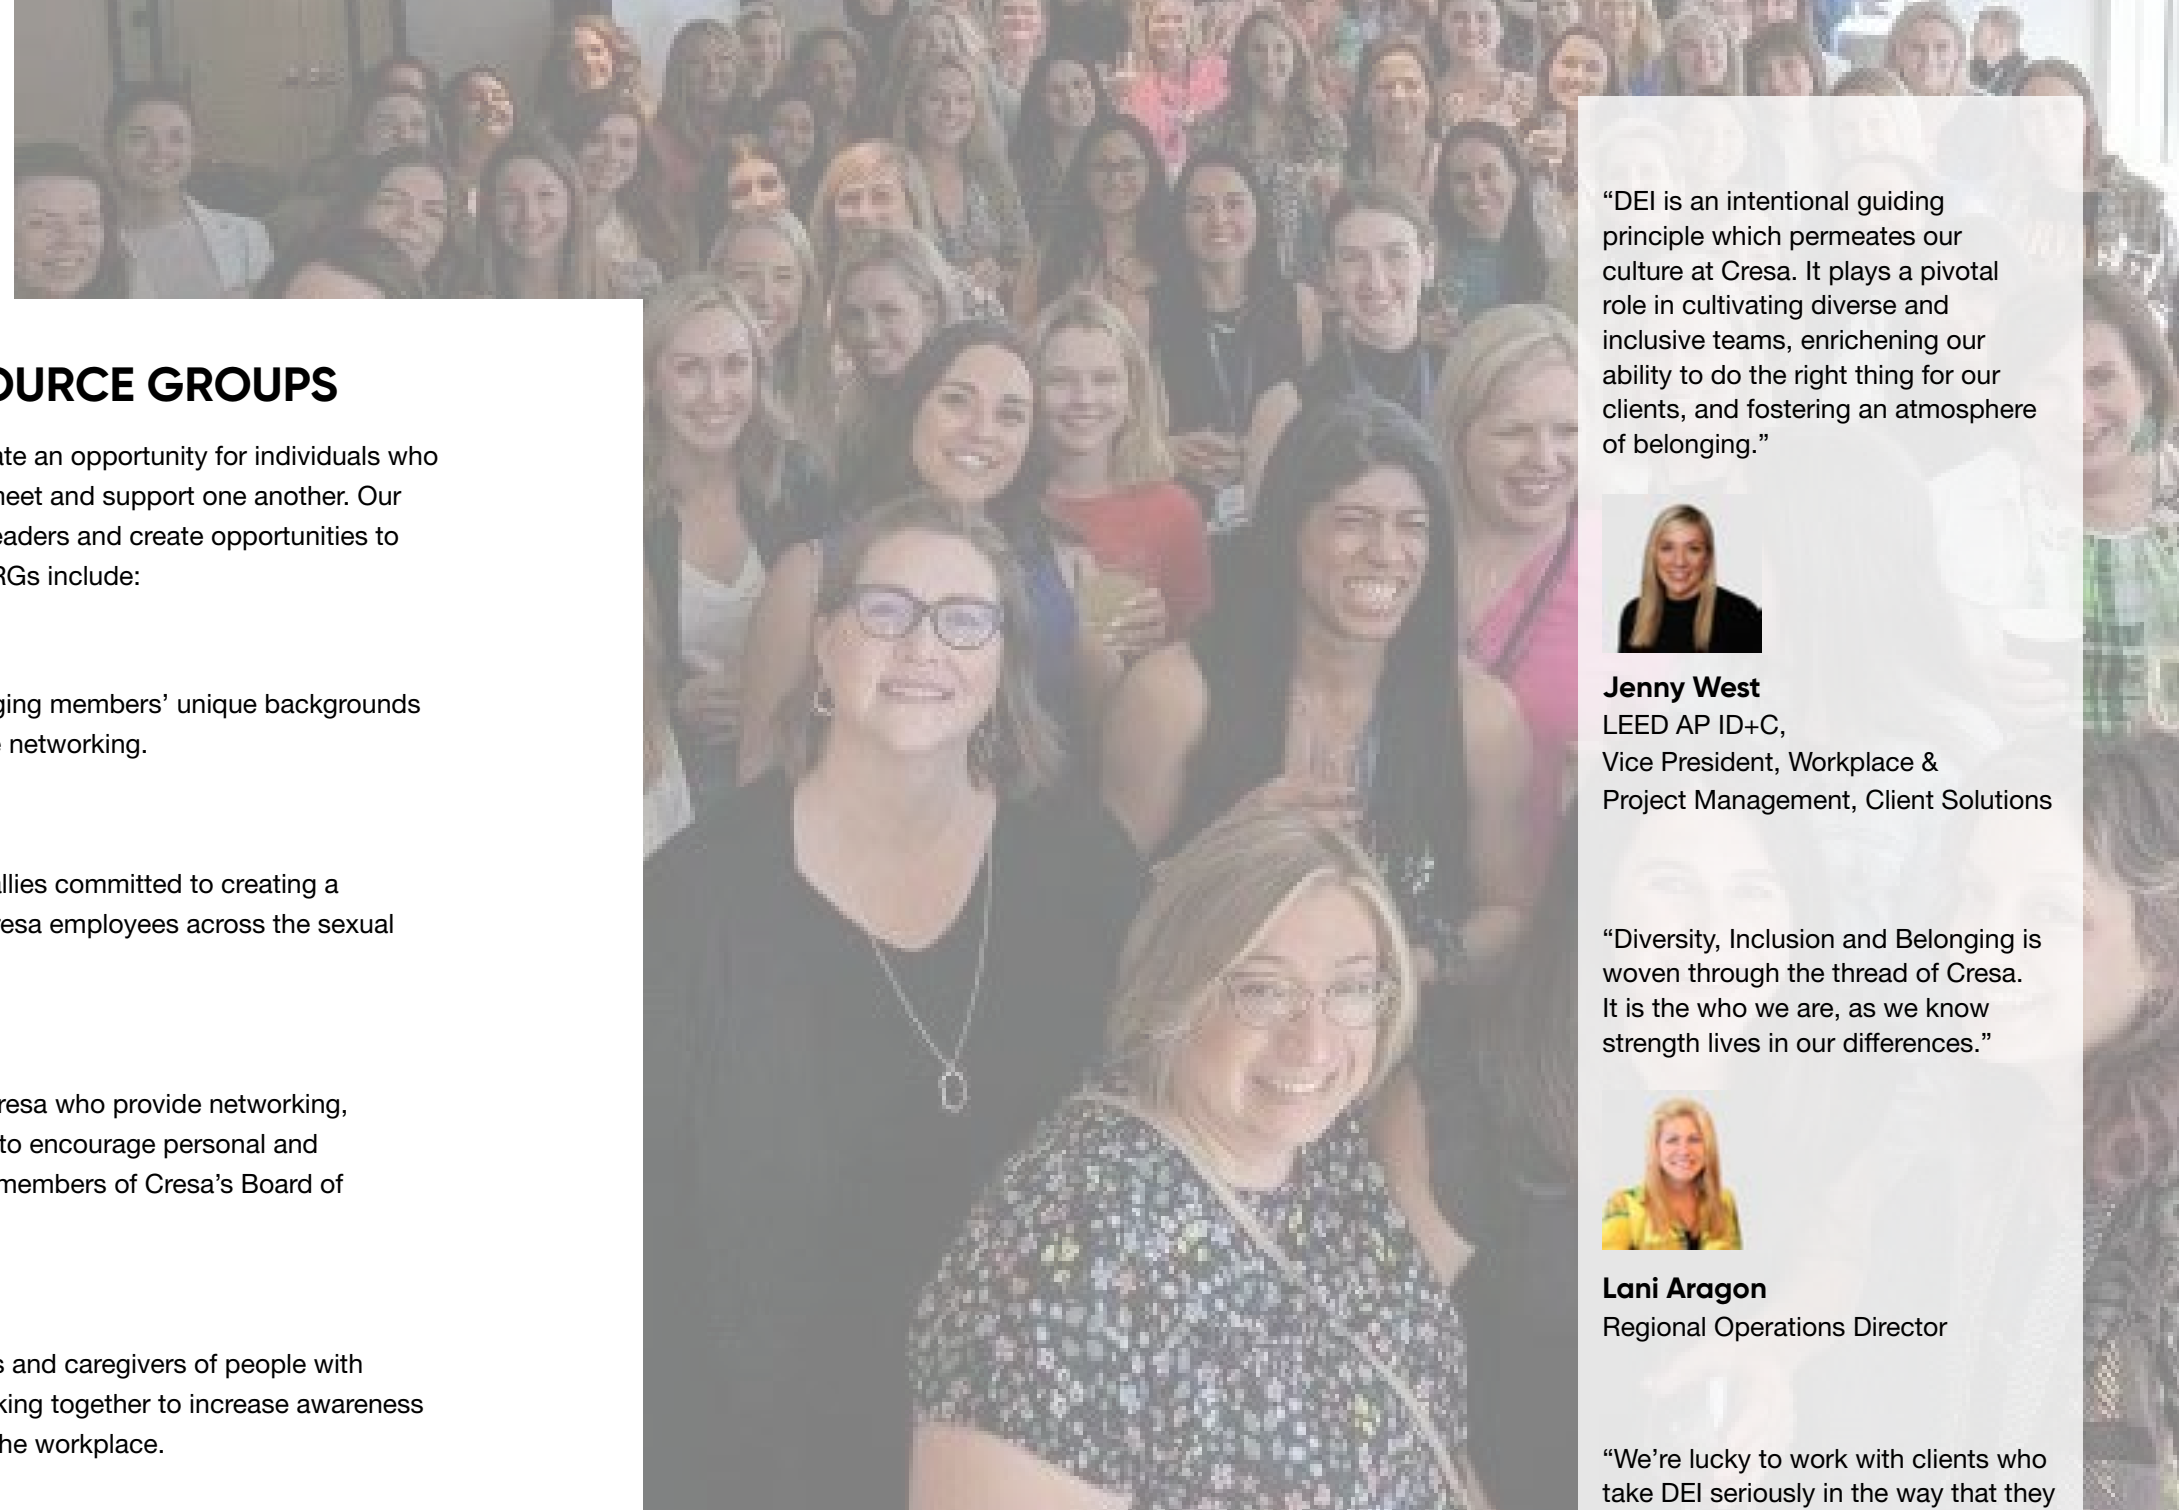 OURCE GROUPS
ate an opportunity for individuals who
meet and support one another. Our
eaders and create opportunities to
RGs include:
ging members’ unique backgrounds
e networking.
allies committed to creating a
resa employees across the sexual
resa who provide networking,
to encourage personal and
members of Cresa’s Board of
s and caregivers of people with
king together to increase awareness
he workplace.
“DEI is an intentional guiding
principle which permeates our
culture at Cresa. It plays a pivotal
role in cultivating diverse and
inclusive teams, enrichening our
ability to do the right thing for our
clients, and fostering an atmosphere
of belonging.”
Jenny West
LEED AP ID+C,
Vice President, Workplace &
Project Management, Client Solutions
“Diversity, Inclusion and Belonging is
woven through the thread of Cresa.
It is the who we are, as we know
strength lives in our differences.”
Lani Aragon
Regional Operations Director
“We’re lucky to work with clients who
take DEI seriously in the way that they